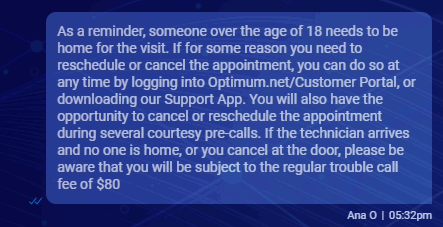 As a reminder, someone over the age of 18 needs to be
home for the visit. If for some reason you need to
reschedule or cancel the appointment, you can do so at
any time by logging into Optimum.net/Customer Portal, or
downloading our Support App. You will also have the
opportunity to cancel or reschedule the appointment
during several courtesy pre-calls. If the technician arrives
and no one is home, or you cancel at the door, please be
aware that you will be subject to the regular trouble call
fee of $80
Ana O | 05:32pm